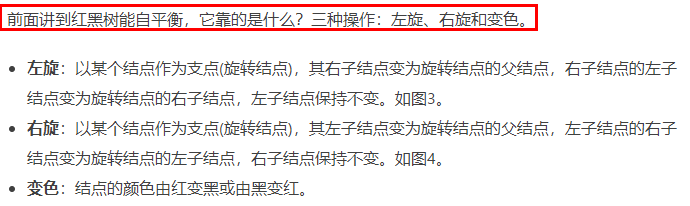 前面讲到红黑树能自平衡，它靠的是什么？三种操作：左旋、右旋和变色。
• 左旋：以某个结点作为支点(旋转结点)，其右子结点变为旋转结点的父结点，右子结点的左子
结点变为旋转结点的右子结点，左子结点保持不变。如图3。
• 右旋：以某个结点作为支点(旋转结点)，其左子结点变为旋转结点的父结点，左子结点的右子
结点变为旋转结点的左子结点，右子结点保持不变。如图4。
• 变色：结点的颜色由红变黑或由黑变红。